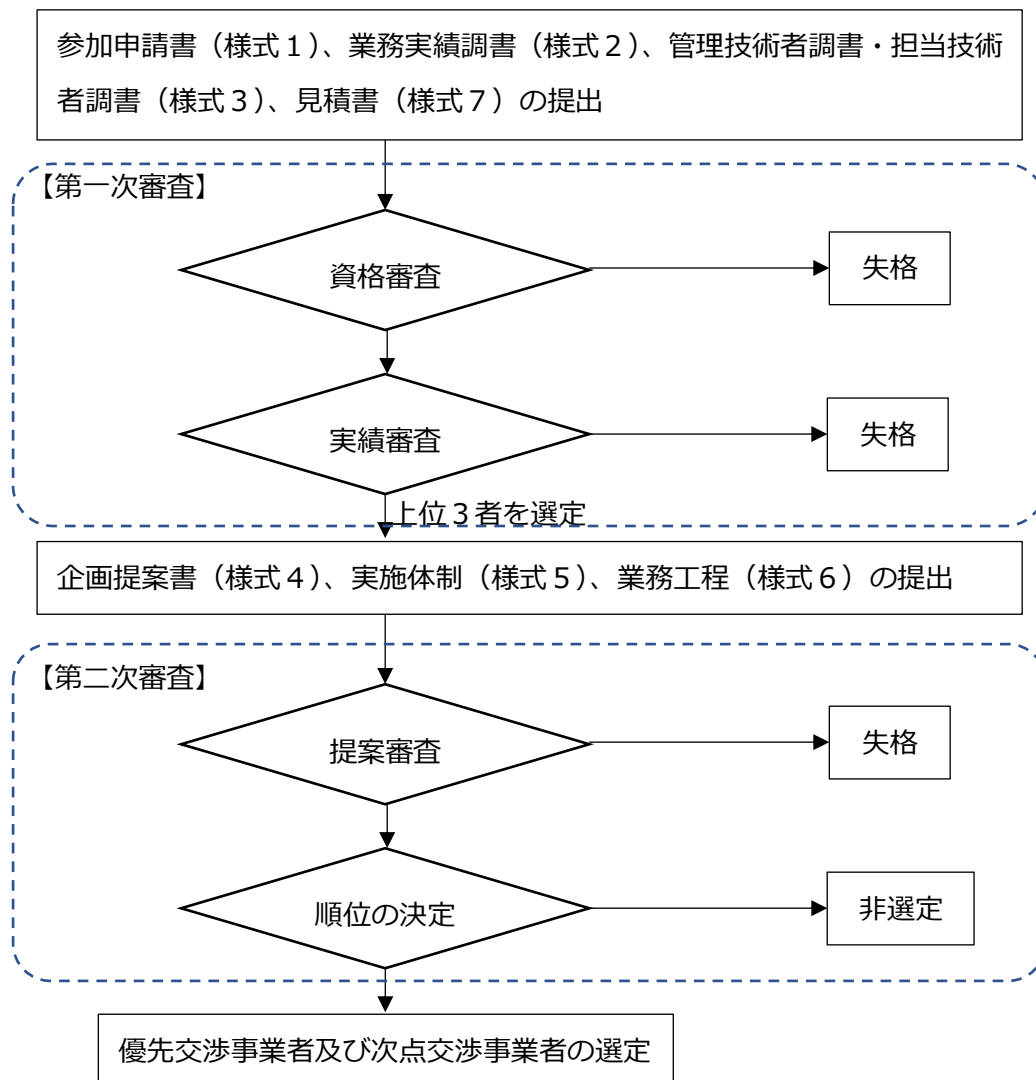 参加申請書（様式１）、業務実績調書（様式２）、管理技術者調書・担当技術
者調書（様式３）、見積書（様式７）の提出
【第一次審査】
資格審査
失格
実績審査
失格
上位３者を選定
企画提案書（様式４）、実施体制（様式５）、業務工程（様式６）の提出
【第二次審査】
提案審査
失格
順位の決定
非選定
優先交渉事業者及び次点交渉事業者の選定